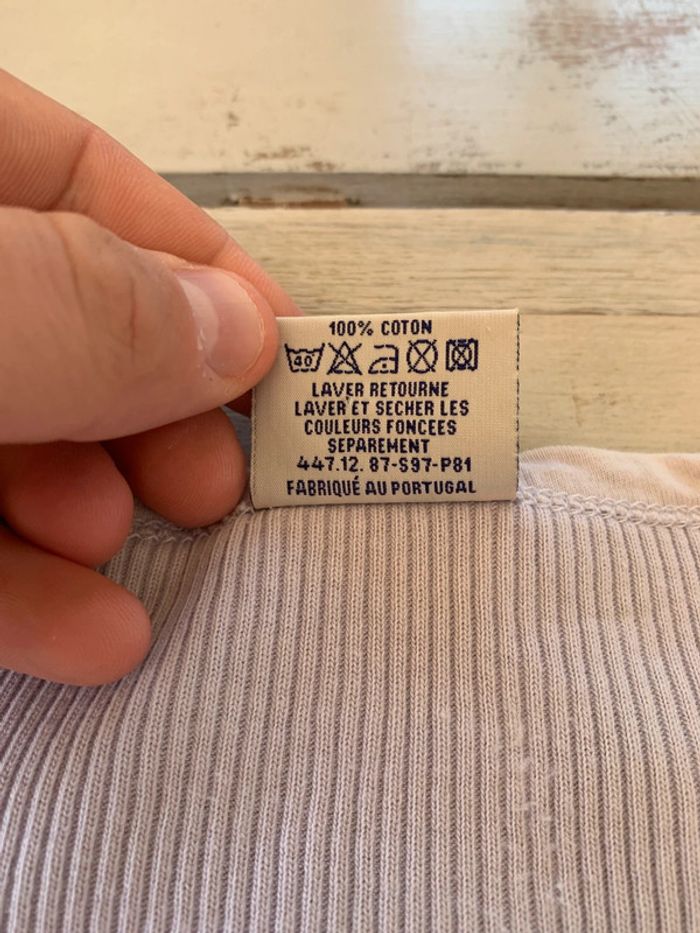 100% COTON
40
LAVER RETOURNE
LAVER ET SECHER LES
COULEURS FONCEES
SEPAREMENT
447.12. 87-S97-P81
FABRIQUÉ AU PORTUGAL